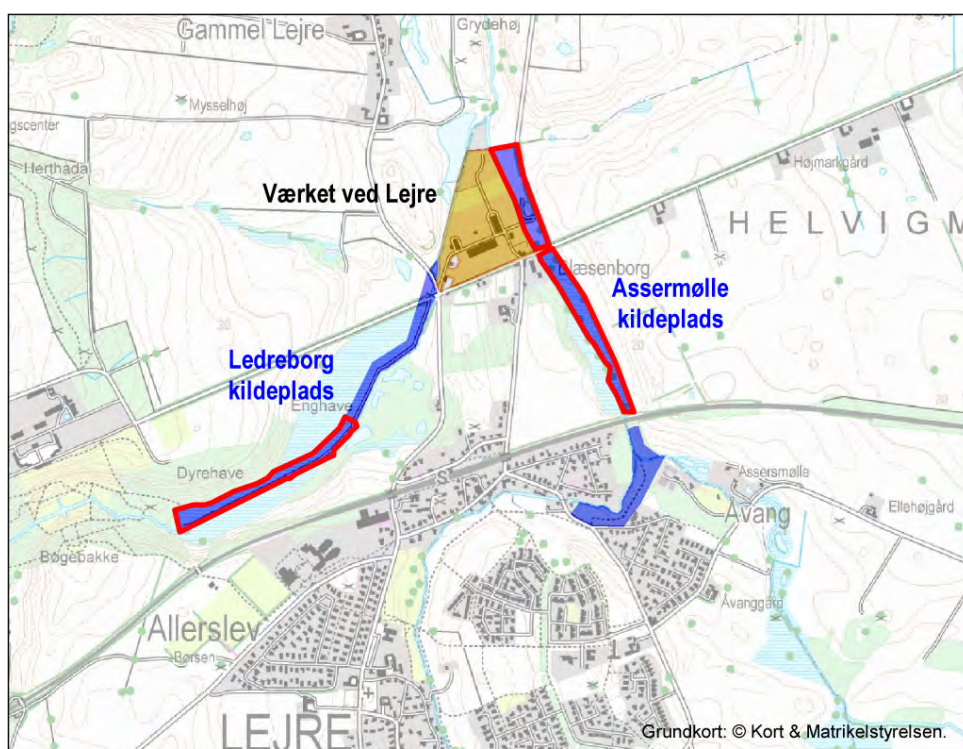 Gammel Lejre
Grydehøj
Mysselhøj
gscenter
Herthadal
Højmarkgård
Værket ved Lejre
HELVIGM
Blæsenborg
Assermølle
kildeplads
Ledreborg
kildeplads
Enghave
Dyrehave
Assersmølle
Ellehøjgård
Avang
Bøgebakke
Avanggård
Allerslev
Børsen
LEJRE
Grundkort: © Kort & Matrikelstyrelsen.